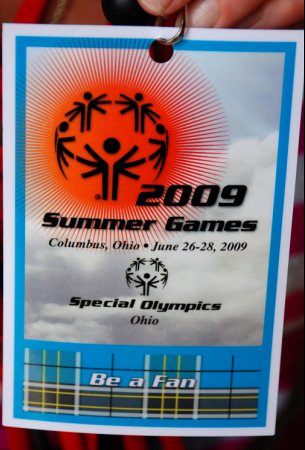 2009
Summer Games
Columbus, Ohio • June 26-28, 2009
Special Olympics
Ohio
Be a Fan